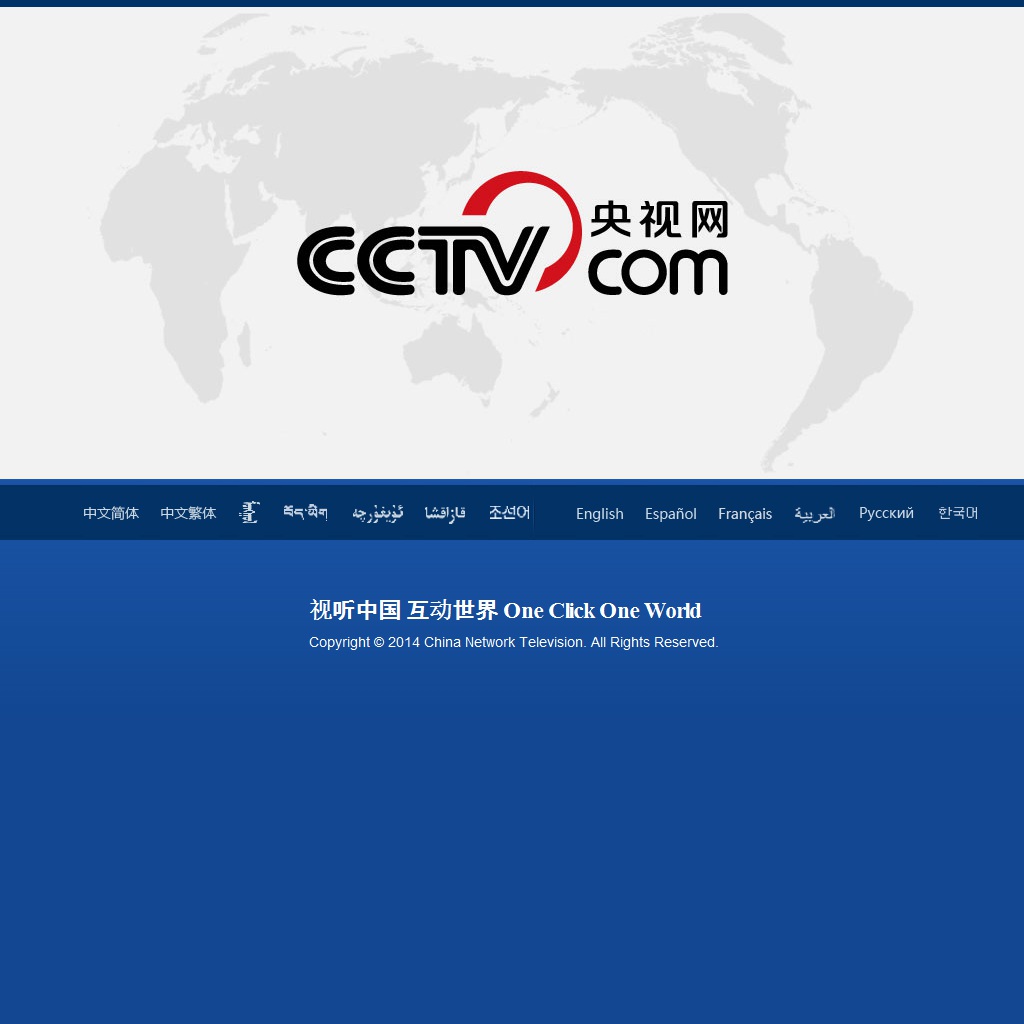 CCTV 央视网
com
中文简体 中文繁体 བོད་ཡིག ئۇيغۇرچە قازاقشا 조선어 English Español Français العربية Русский 한국어
视听中国 互动世界 One Click One World
Copyright © 2014 China Network Television. All Rights Reserved.